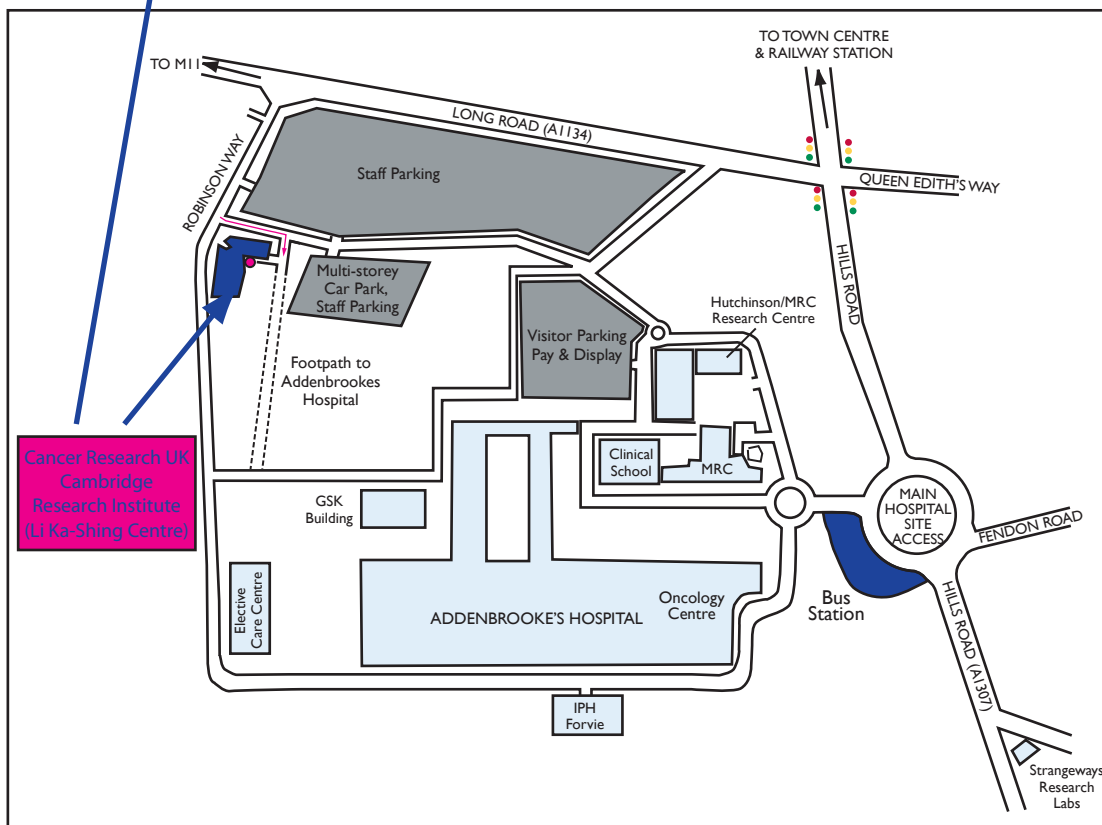 TO TOWN CENTRE
& RAILWAY STATION
TO M11
LONG ROAD (A1134)
QUEEN EDITH'S WAY
ROBINSON WAY
Staff Parking
HILLS ROAD
Multi-storey
Car Park,
Staff Parking
Hutchinson/MRC
Research Centre
Visitor Parking
Pay & Display
Footpath to
Addenbrookes
Hospital
Cancer Research UK
Cambridge
Research Institute
(Li Ka-Shing Centre)
Clinical
School
MRC
GSK
Building
MAIN
HOSPITAL
SITE
ACCESS
FENDON ROAD
Elective
Care Centre
ADDENBROOKE'S HOSPITAL
Oncology
Centre
Bus
Station
HILLS ROAD (A1307)
IPH
Forvie
Strangeways
Research
Labs